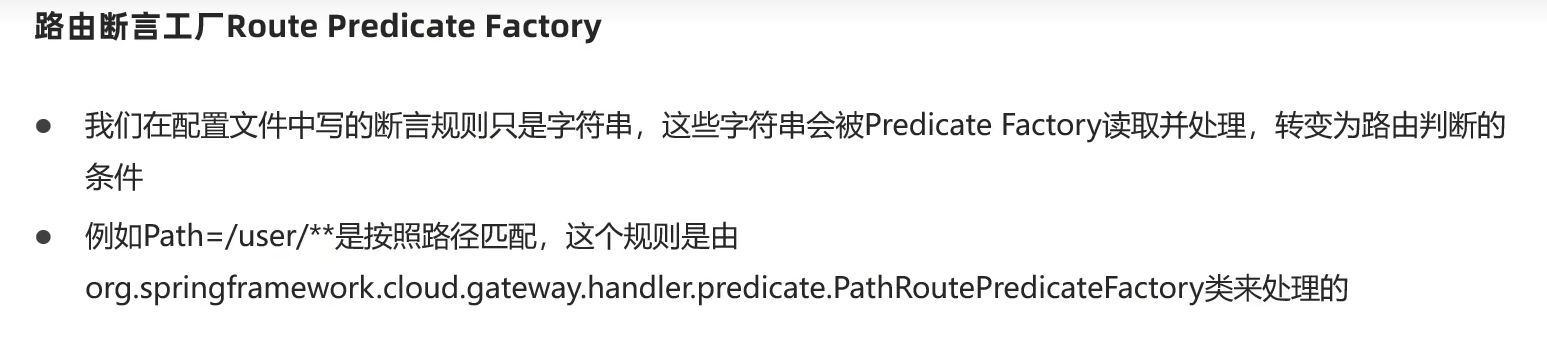 路由断言工厂Route Predicate Factory
● 我们在配置文件中写的断言规则只是字符串，这些字符串会被Predicate Factory读取并处理，转变为路由判断的
条件
● 例如Path=/user/**是按照路径匹配，这个规则是由
org.springframework.cloud.gateway.handler.predicate.PathRoutePredicateFactory类来处理的